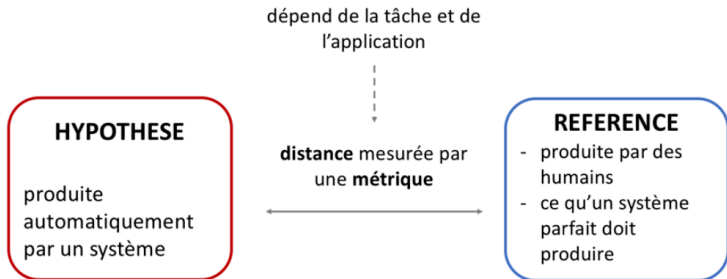 dépend de la tâche et de
l'application
HYPOTHESE
produite
automatiquement
par un système
distance mesurée par
une métrique
REFERENCE
- produite par des
humains
- ce qu'un système
parfait doit
produire